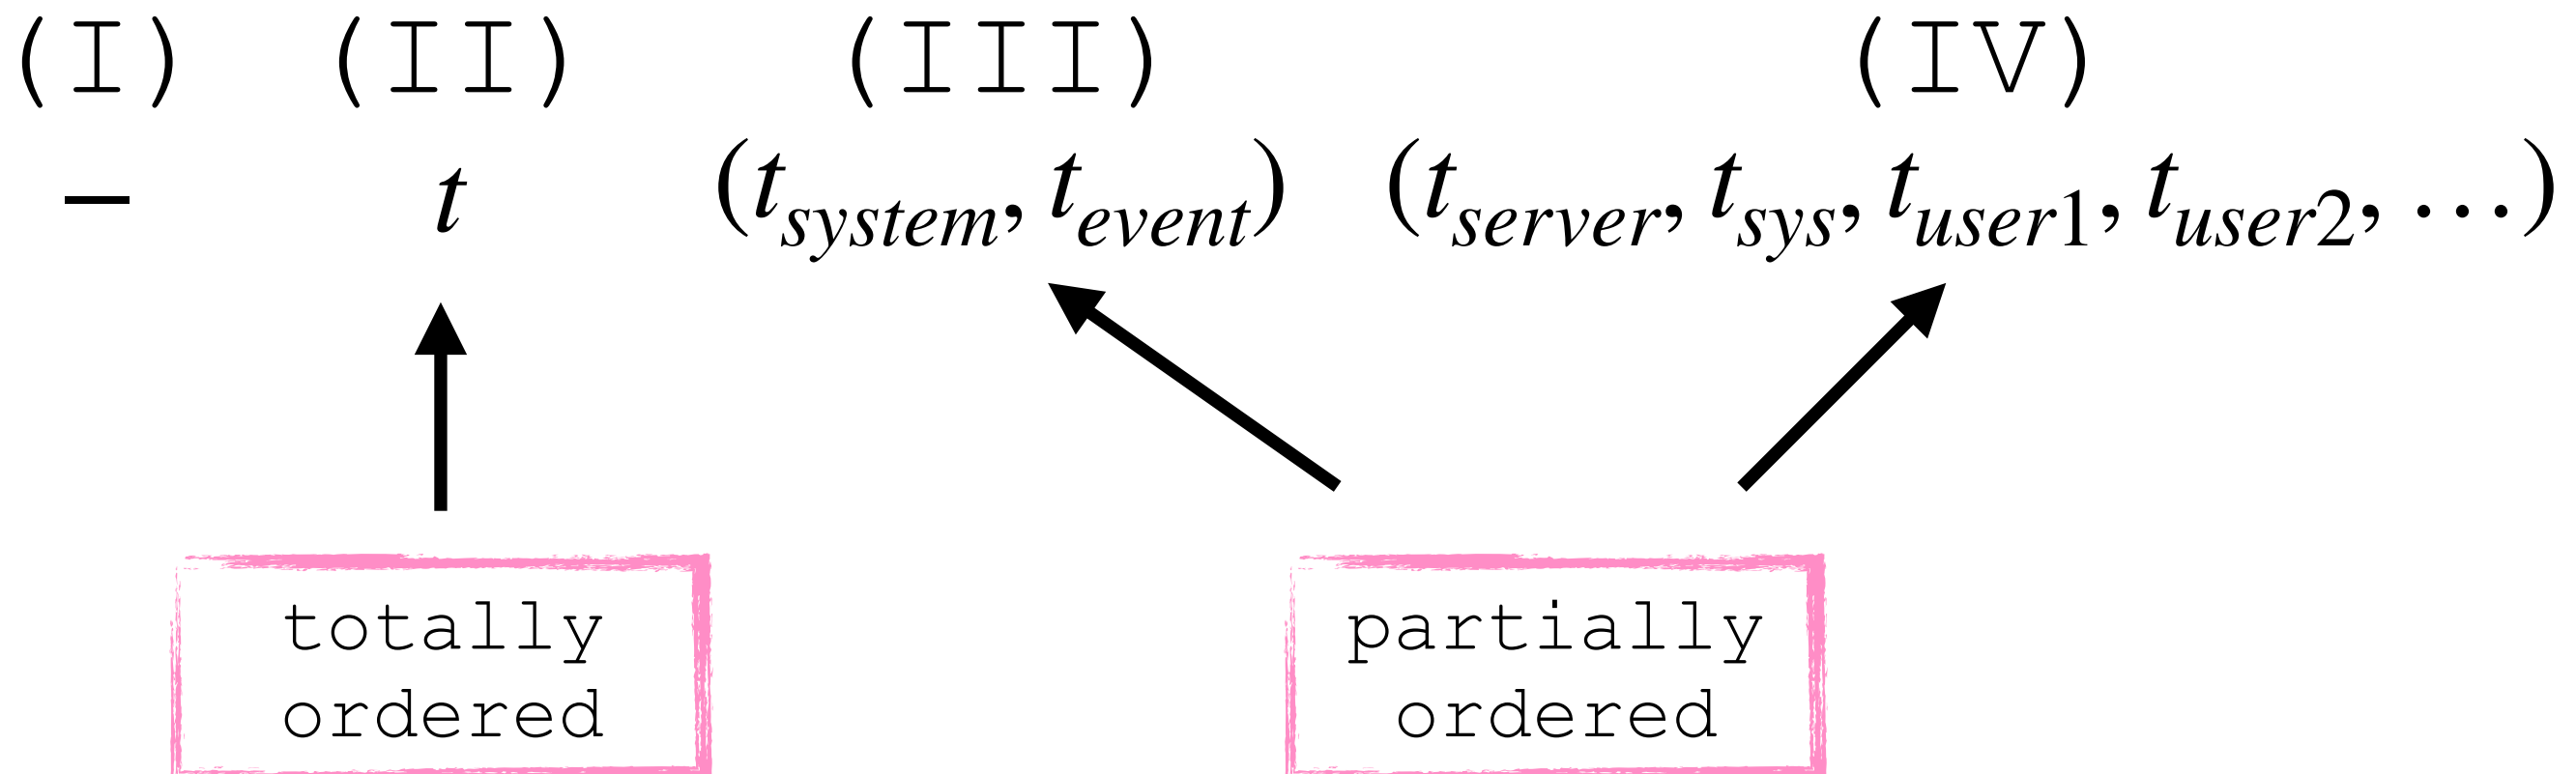 (I) (II) (III) (IV)
– t (t_system, t_event) (t_server, t_sys, t_user1, t_user2, …)
totally partially
ordered ordered